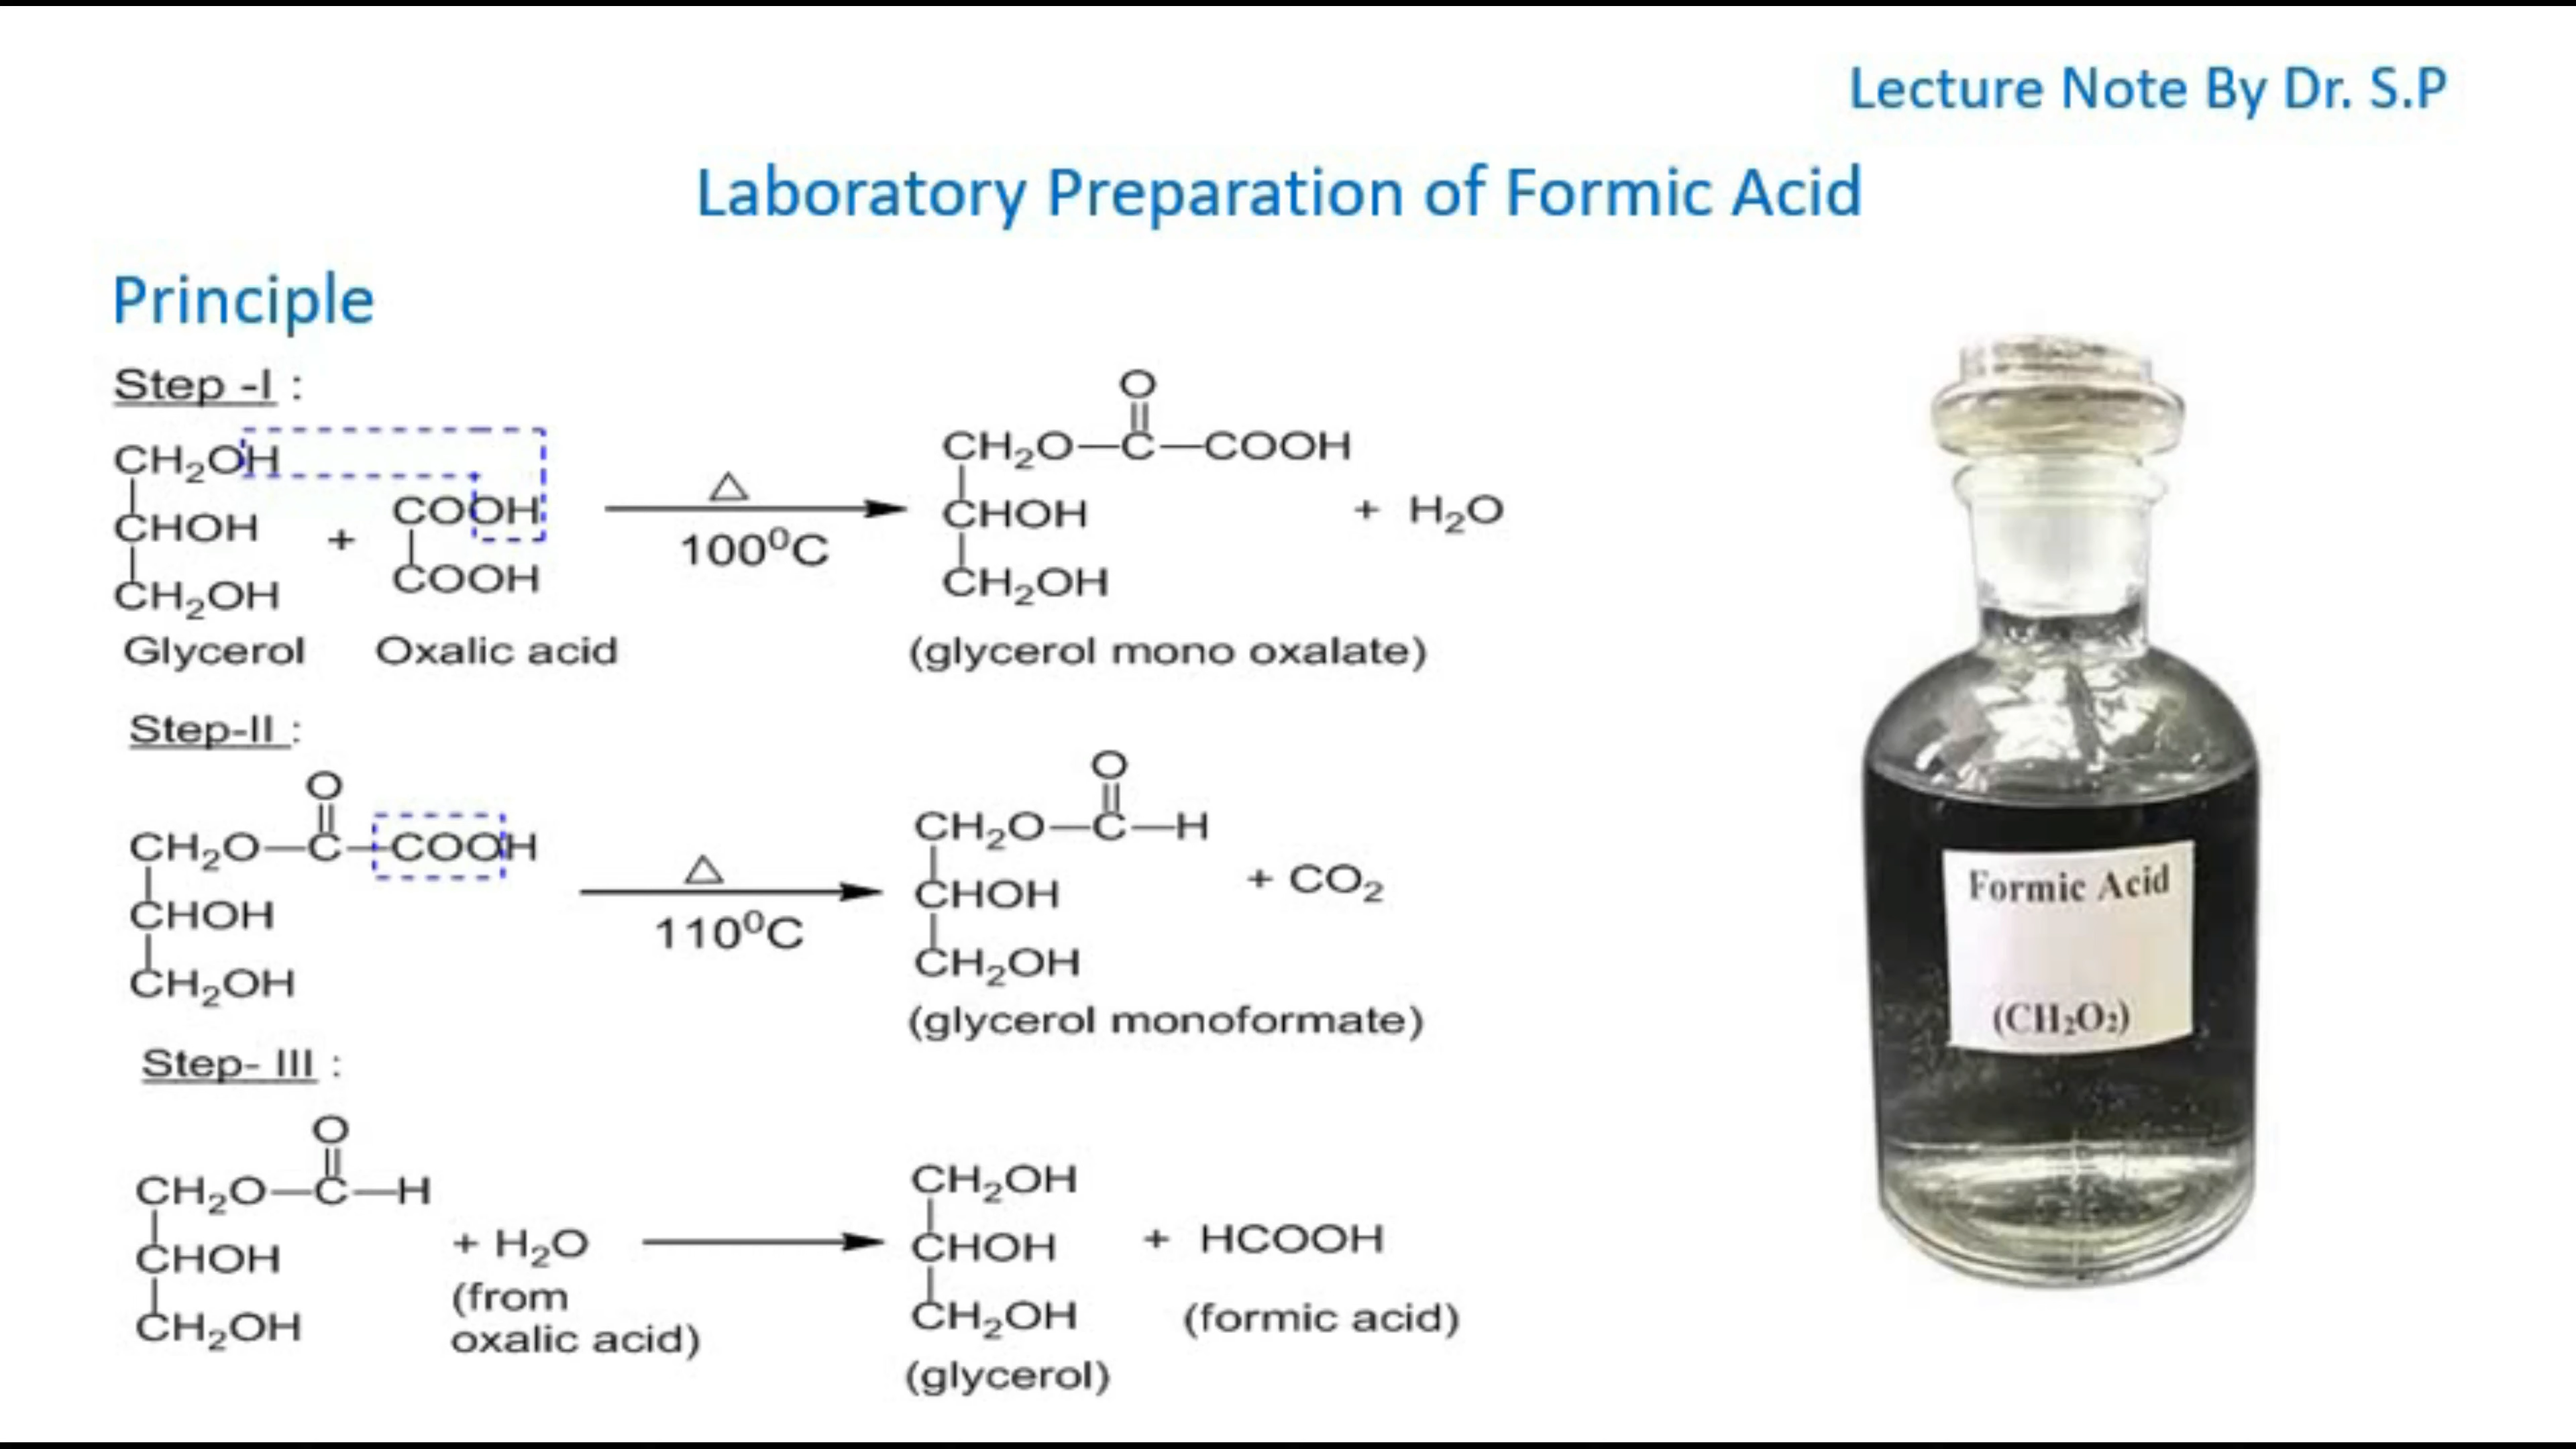 Lecture Note By Dr. S.P
Laboratory Preparation of Formic Acid
Principle
Step -I :
CH₂OH
CHOH
CH₂OH
Glycerol
+
COOH
COOH
Oxalic acid
△
100⁰C
O
CH₂O—C—COOH
CHOH
CH₂OH
+ H₂O
(glycerol mono oxalate)
Step-II :
O
CH₂O—C—COOH
CHOH
CH₂OH
△
110⁰C
O
CH₂O—C—H
CHOH
CH₂OH
+ CO₂
(glycerol monoformate)
Step- III :
O
CH₂O—C—H
CHOH
CH₂OH
+ H₂O
(from
oxalic acid)
CH₂OH
CHOH
CH₂OH
(glycerol)
+ HCOOH
(formic acid)
Formic Acid
(CH₂O₂)